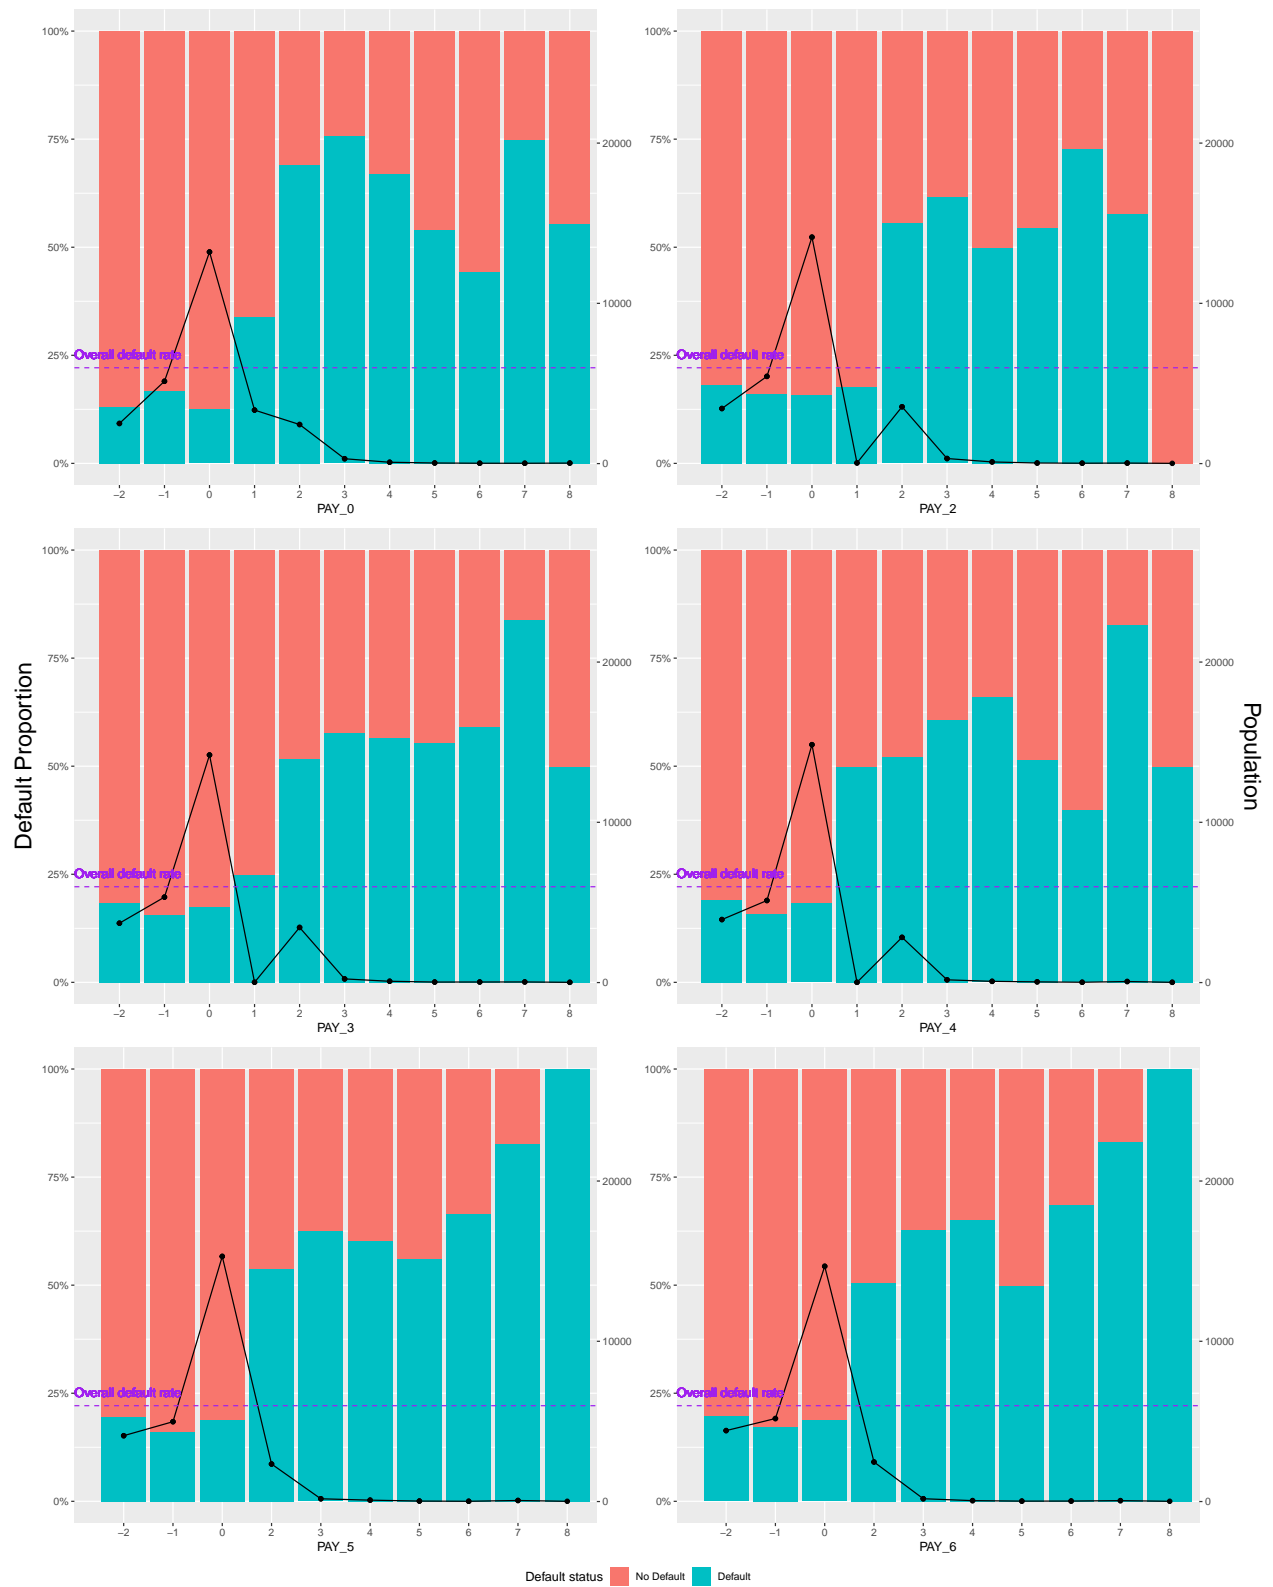 100%
75%
50%
25%
0%
Overall default rate
20000
10000
0
−2 −1 0 1 2 3 4 5 6 7 8
PAY_0
100%
75%
50%
25%
0%
Overall default rate
20000
10000
0
−2 −1 0 1 2 3 4 5 6 7 8
PAY_2
Default Proportion
100%
75%
50%
25%
0%
Overall default rate
20000
10000
0
−2 −1 0 1 2 3 4 5 6 7 8
PAY_3
100%
75%
50%
25%
0%
Overall default rate
20000
10000
0
−2 −1 0 1 2 3 4 5 6 7 8
PAY_4
Population
100%
75%
50%
25%
0%
Overall default rate
20000
10000
0
−2 −1 0 2 3 4 5 6 7 8
PAY_5
100%
75%
50%
25%
0%
Overall default rate
20000
10000
0
−2 −1 0 2 3 4 5 6 7 8
PAY_6
Default status No Default Default